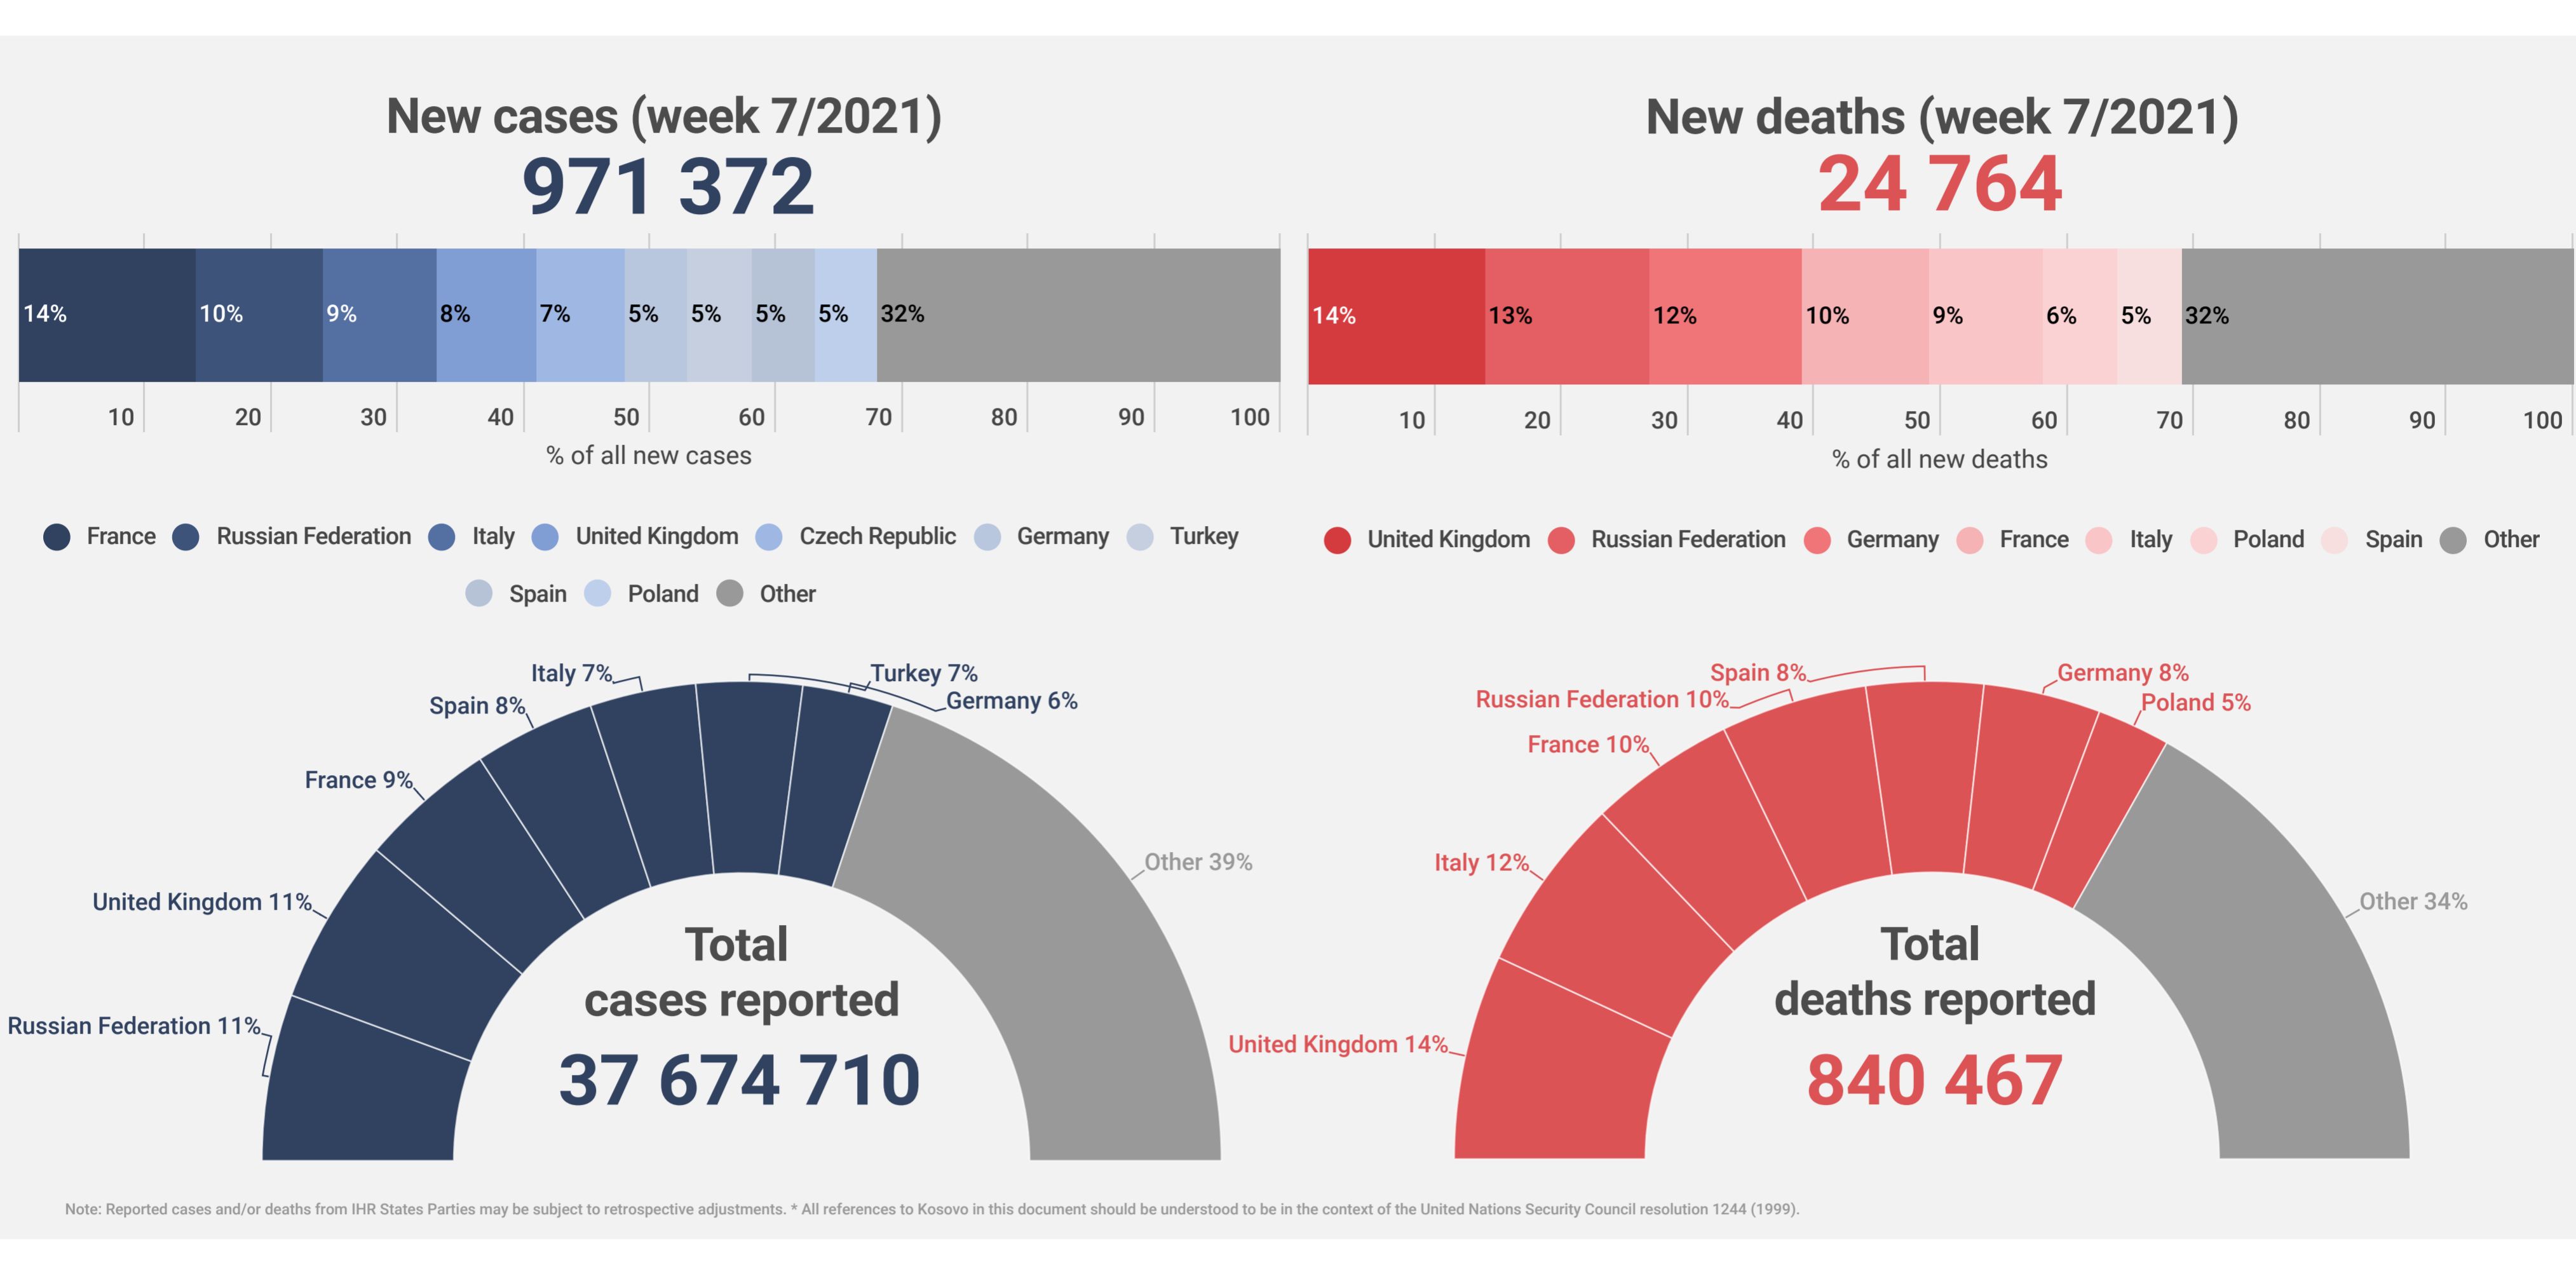 New cases (week 7/2021)
971 372
14% 10% 9% 8% 7% 5% 5% 5% 5% 32%
10 20 30 40 50 60 70 80 90 100
% of all new cases
France Russian Federation Italy United Kingdom Czech Republic Germany Turkey
Spain Poland Other
New deaths (week 7/2021)
24 764
14% 13% 12% 10% 9% 6% 5% 32%
10 20 30 40 50 60 70 80 90 100
% of all new deaths
United Kingdom Russian Federation Germany France Italy Poland Spain Other
Russian Federation 11%
United Kingdom 11%
France 9%
Spain 8%
Italy 7%
Turkey 7%
Germany 6%
Other 39%
Total
cases reported
37 674 710
United Kingdom 14%
Italy 12%
France 10%
Russian Federation 10%
Spain 8%
Germany 8%
Poland 5%
Other 34%
Total
deaths reported
840 467
Note: Reported cases and/or deaths from IHR States Parties may be subject to retrospective adjustments. * All references to Kosovo in this document should be understood to be in the context of the United Nations Security Council resolution 1244 (1999).